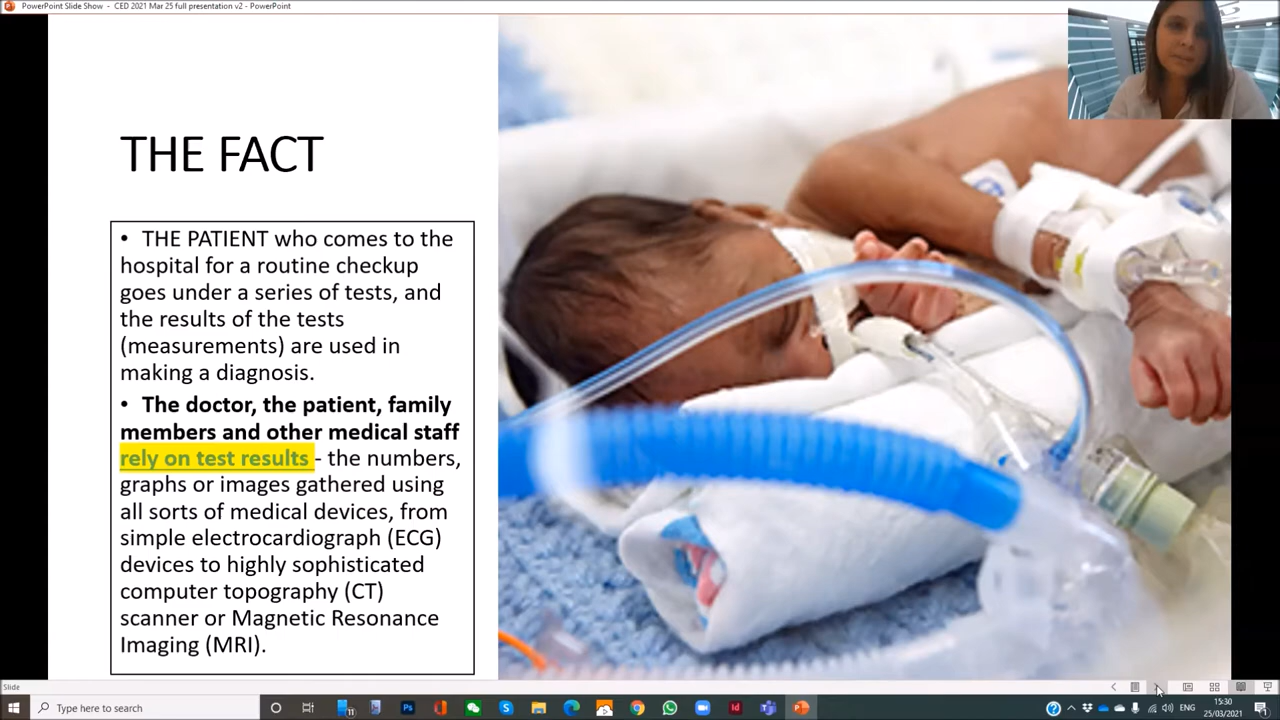 PowerPoint Slide Show - CED 2021 Mar 25 full presentation v2 - PowerPoint
THE FACT
• THE PATIENT who comes to the
hospital for a routine checkup
goes under a series of tests, and
the results of the tests
(measurements) are used in
making a diagnosis.
• The doctor, the patient, family
members and other medical staff
rely on test results - the numbers,
graphs or images gathered using
all sorts of medical devices, from
simple electrocardiograph (ECG)
devices to highly sophisticated
computer topography (CT)
scanner or Magnetic Resonance
Imaging (MRI).
Slide
Type here to search
11
Ps
Id
ENG
15:30
25/03/2021
1